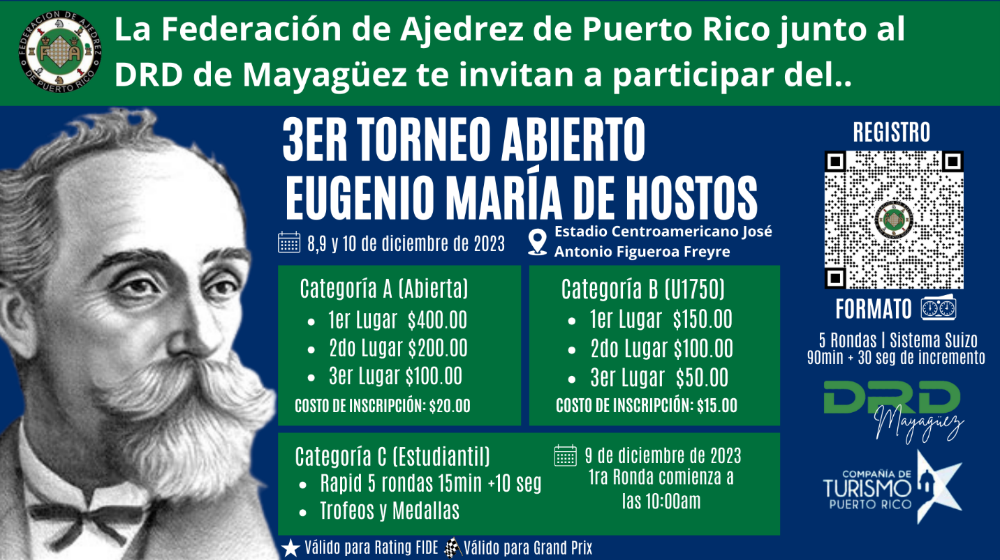 La Federación de Ajedrez de Puerto Rico junto al
DRD de Mayagüez te invitan a participar del..
FEDERACION DE AJEDREZ
DE PUERTO RICO
F A
3ER TORNEO ABIERTO
EUGENIO MARÍA DE HOSTOS
8,9 y 10 de diciembre de 2023
Estadio Centroamericano José
Antonio Figueroa Freyre
Categoría A (Abierta)
• 1er Lugar $400.00
• 2do Lugar $200.00
• 3er Lugar $100.00
COSTO DE INSCRIPCIÓN: $20.00
Categoría B (U1750)
• 1er Lugar $150.00
• 2do Lugar $100.00
• 3er Lugar $50.00
COSTO DE INSCRIPCIÓN: $15.00
Categoría C (Estudiantil)
• Rapid 5 rondas 15min +10 seg
• Trofeos y Medallas
9 de diciembre de 2023
1ra Ronda comienza a
las 10:00am
Válido para Rating FIDE
Válido para Grand Prix
REGISTRO
FORMATO
5 Rondas | Sistema Suizo
90min + 30 seg de incremento
DRD
Mayagüez
COMPAÑÍA DE
TURISMO
PUERTO RICO